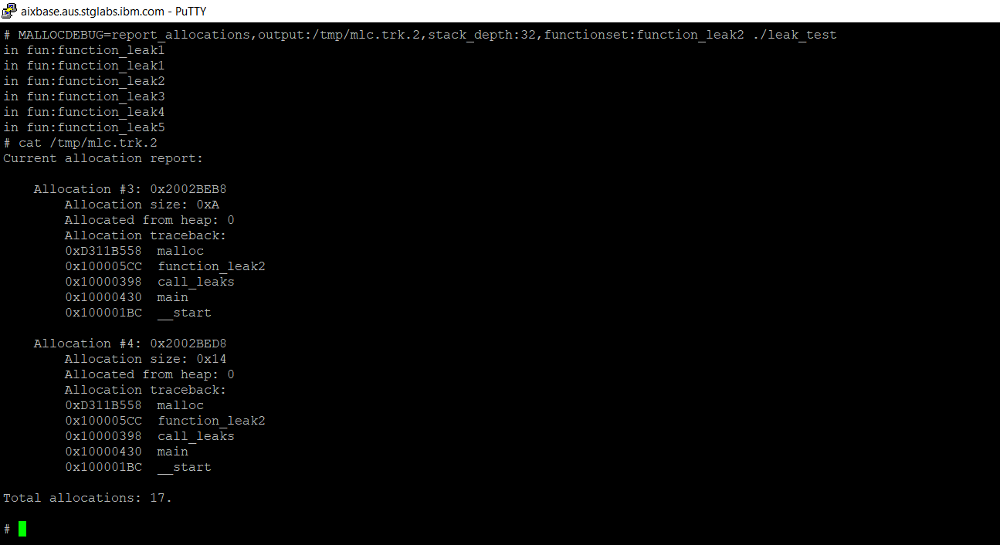 aixbase.aus.stglabs.ibm.com - PuTTY
# MALLOCDEBUG=report_allocations,output:/tmp/mlc.trk.2,stack_depth:32,functionset:function_leak2 ./leak_test
in fun:function_leak1
in fun:function_leak1
in fun:function_leak2
in fun:function_leak3
in fun:function_leak4
in fun:function_leak5
# cat /tmp/mlc.trk.2
Current allocation report:
Allocation #3: 0x2002BEB8
Allocation size: 0xA
Allocated from heap: 0
Allocation traceback:
0xD311B558 malloc
0x100005CC function_leak2
0x10000398 call_leaks
0x10000430 main
0x100001BC __start
Allocation #4: 0x2002BED8
Allocation size: 0x14
Allocated from heap: 0
Allocation traceback:
0xD311B558 malloc
0x100005CC function_leak2
0x10000398 call_leaks
0x10000430 main
0x100001BC __start
Total allocations: 17.
#